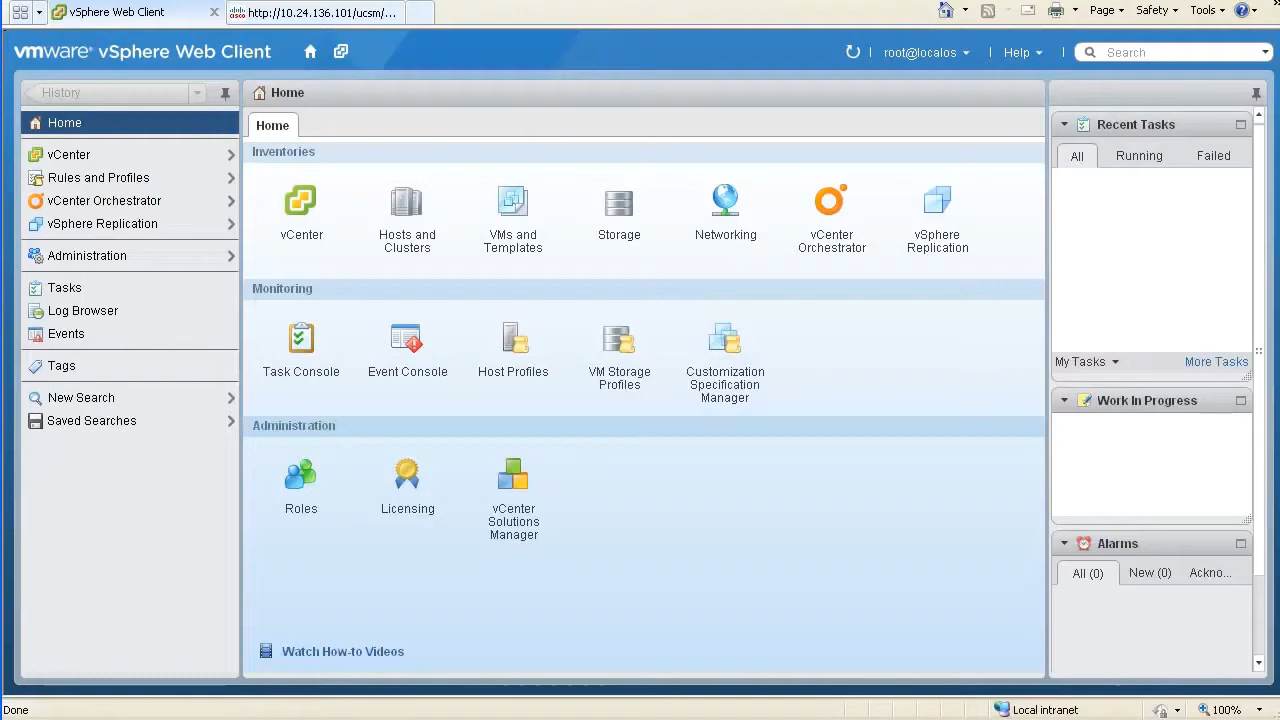 vSphere Web Client
cisco http://10.24.136.101/ucsm/...
Page
Safety
Tools
vmware vSphere Web Client
root@localos
Help
Search
History
Home
vCenter
Rules and Profiles
vCenter Orchestrator
vSphere Replication
Administration
Tasks
Log Browser
Events
Tags
New Search
Saved Searches
Home
Home
Inventories
vCenter
Hosts and
Clusters
VMs and
Templates
Storage
Networking
vCenter
Orchestrator
vSphere
Replication
Monitoring
Task Console
Event Console
Host Profiles
VM Storage
Profiles
Customization
Specification
Manager
Administration
Roles
Licensing
vCenter
Solutions
Manager
Watch How-to Videos
Recent Tasks
All
Running
Failed
My Tasks
More Tasks
Work In Progress
Alarms
All (0)
New (0)
Ackno...
Done
Local intranet
100%